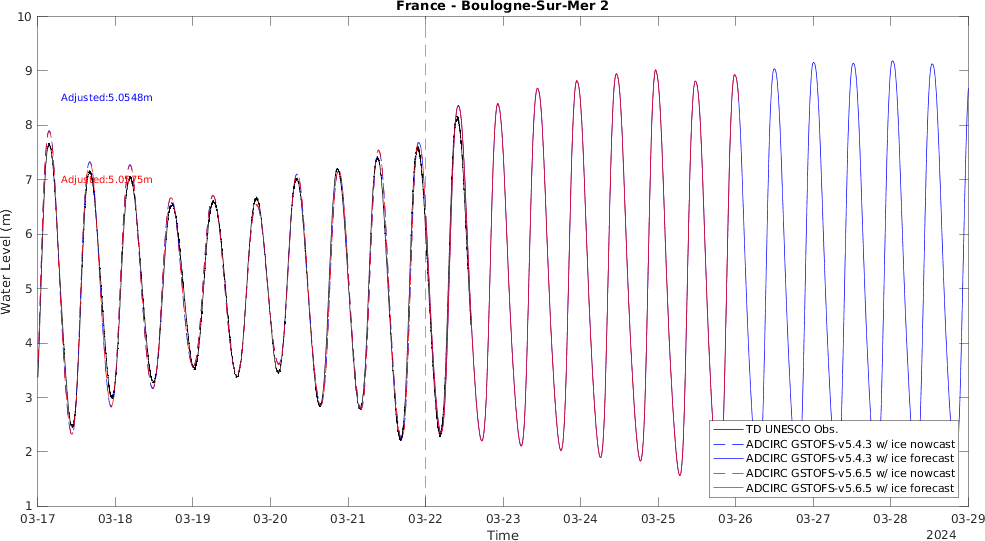 France - Boulogne-Sur-Mer 2
10
9
8
7
6
5
4
3
2
1
Water Level (m)
Adjusted:5.0548m
TD UNESCO Obs.
ADCIRC GSTOFS-v5.4.3 w/ ice nowcast
ADCIRC GSTOFS-v5.4.3 w/ ice forecast
ADCIRC GSTOFS-v5.6.5 w/ ice nowcast
ADCIRC GSTOFS-v5.6.5 w/ ice forecast
03-17 03-18 03-19 03-20 03-21 03-22 03-23 03-24 03-25 03-26 03-27 03-28 03-29
Time
2024